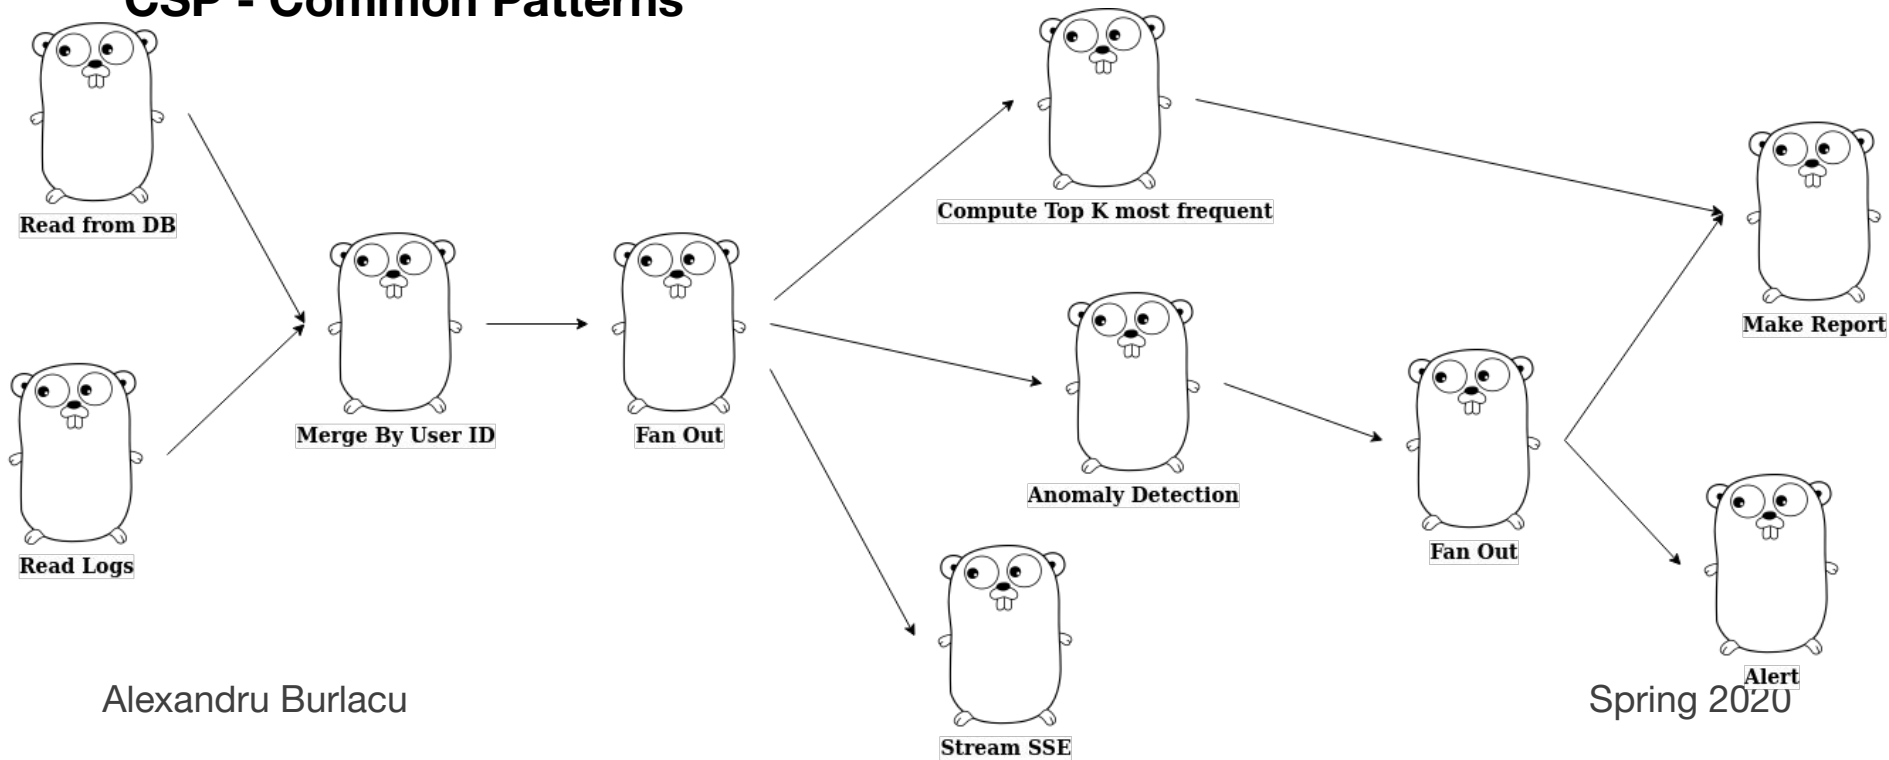 CSP - Common Patterns
Read from DB
Compute Top K most frequent
Make Report
Merge By User ID
Fan Out
Anomaly Detection
Fan Out
Read Logs
Alert
Alexandru Burlacu
Spring 2020
Stream SSE